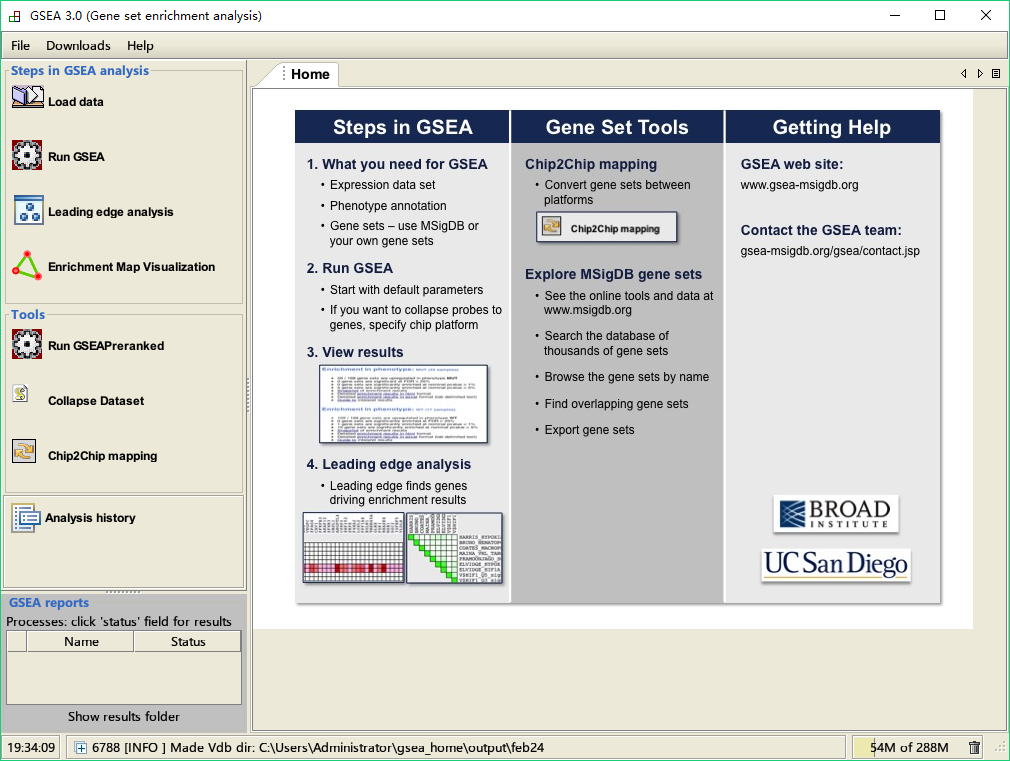 GSEA 3.0 (Gene set enrichment analysis)
File Downloads Help
Steps in GSEA analysis
Load data
Run GSEA
Leading edge analysis
Enrichment Map Visualization
Tools
Run GSEAPreranked
Collapse Dataset
Chip2Chip mapping
Analysis history
GSEA reports
Processes: click 'status' field for results
Name Status
Show results folder
Home
Steps in GSEA
1. What you need for GSEA
• Expression data set
• Phenotype annotation
• Gene sets – use MSigDB or
your own gene sets
2. Run GSEA
• Start with default parameters
• If you want to collapse probes to
genes, specify chip platform
3. View results
Enrichment in phenotype:
Enrichment in phenotype:
4. Leading edge analysis
• Leading edge finds genes
driving enrichment results
Gene Set Tools
Chip2Chip mapping
• Convert gene sets between
platforms
Chip2Chip mapping
Explore MSigDB gene sets
• See the online tools and data at
www.msigdb.org
• Search the database of
thousands of gene sets
• Browse the gene sets by name
• Find overlapping gene sets
• Export gene sets
Getting Help
GSEA web site:
www.gsea-msigdb.org
Contact the GSEA team:
gsea-msigdb.org/gsea/contact.jsp
BROAD
INSTITUTE
UC San Diego
19:34:09 6788 [INFO ] Made Vdb dir: C:\Users\Administrator\gsea_home\output\feb24 54M of 288M